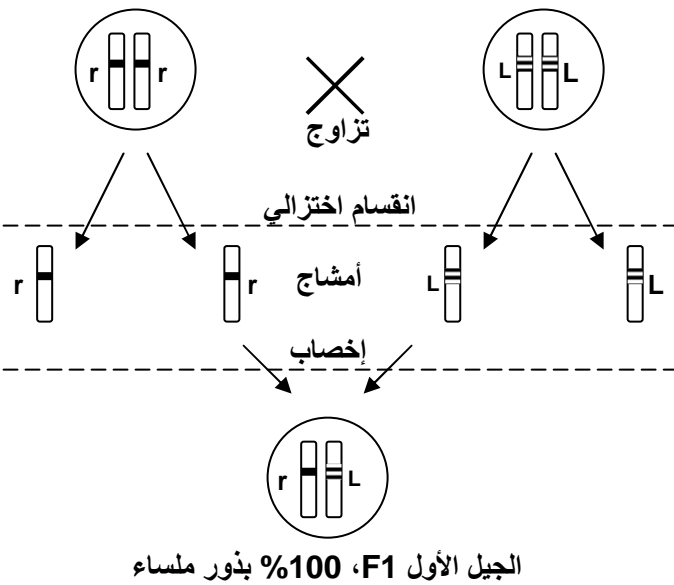 r r L L
تزاوج
انقسام اختزالي
r r أمشاج L L
إخصاب
r L
الجيل الأول F1، 100% بذور ملساء